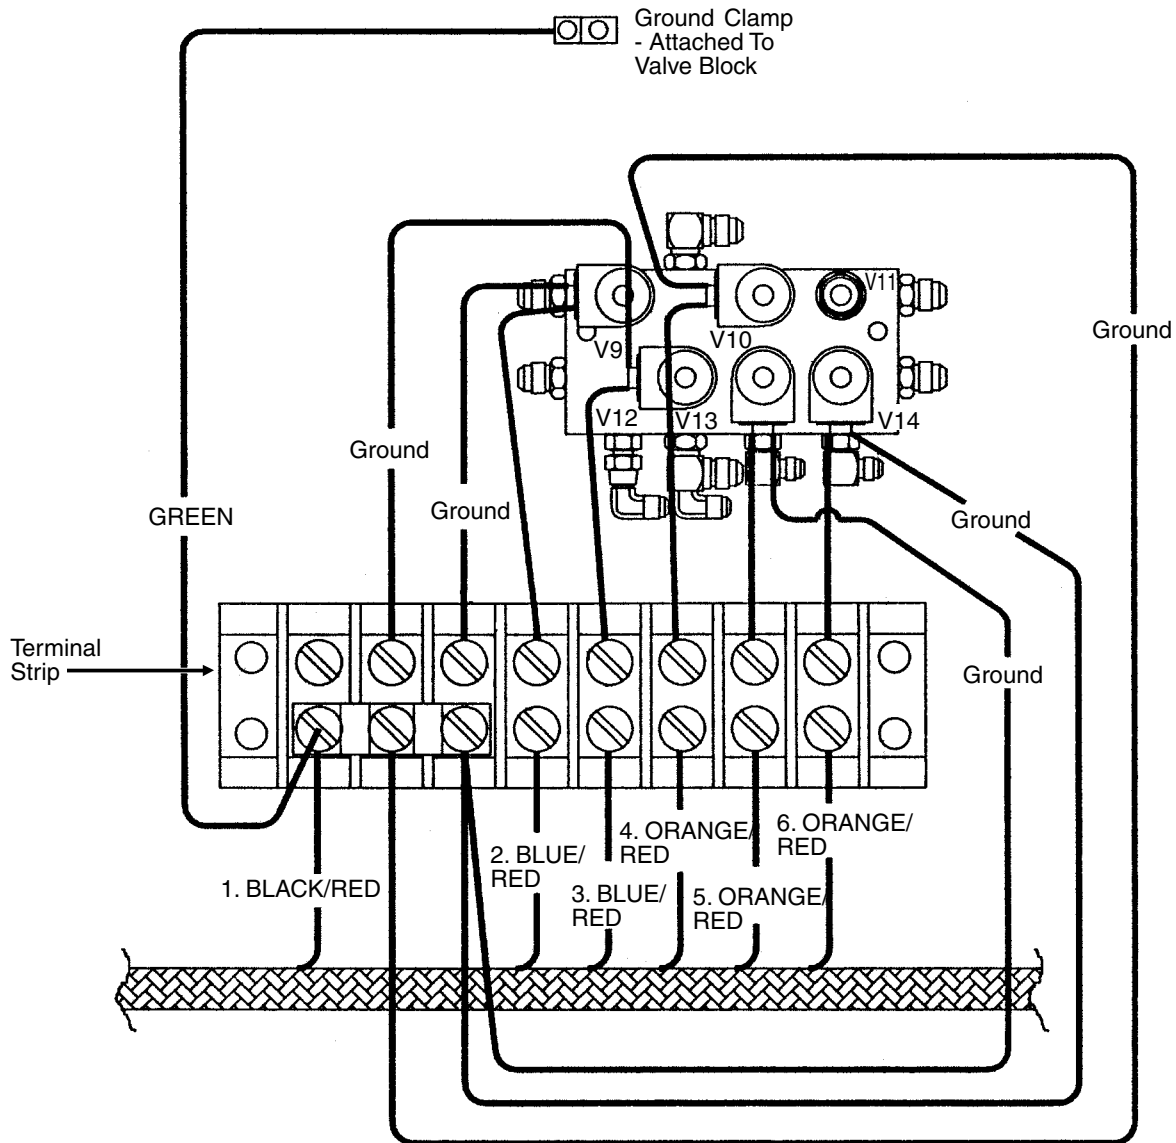 Ground Clamp
- Attached To
Valve Block
V11
Ground
V9
V10
V12
V13
V14
Ground
Ground
GREEN
Ground
Terminal
Strip
Ground
1. BLACK/RED
2. BLUE/
RED
3. BLUE/
RED
4. ORANGE/
RED
5. ORANGE/
RED
6. ORANGE/
RED